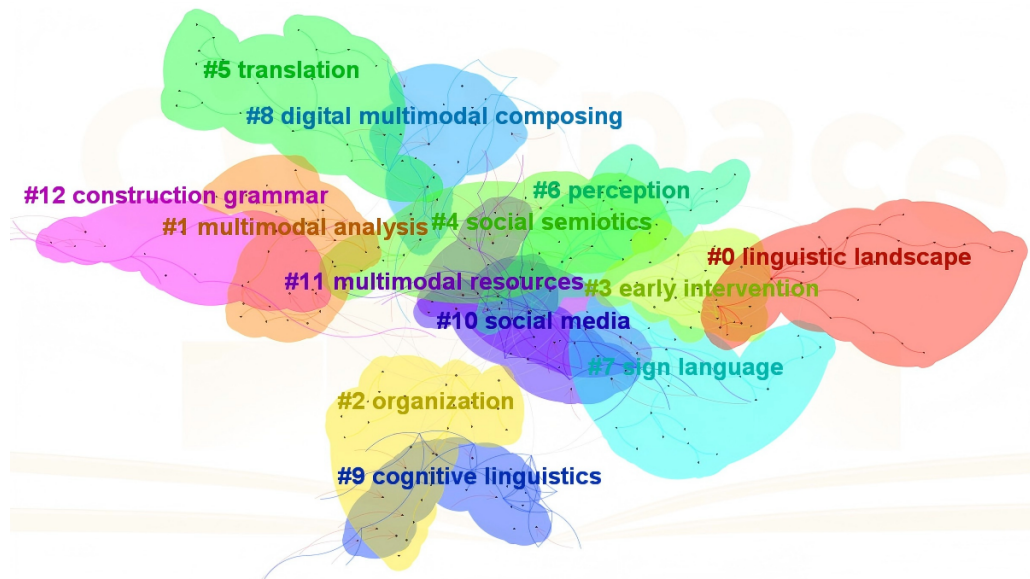 #5 translation
#8 digital multimodal composing
#12 construction grammar
#6 perception
#1 multimodal analysis
#4 social semiotics
#0 linguistic landscape
#11 multimodal resources
#3 early intervention
#10 social media
#7 sign language
#2 organization
#9 cognitive linguistics